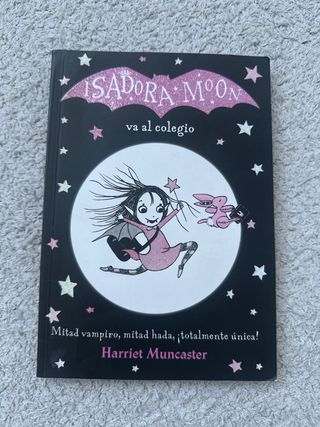 ISADORA·MOON
va al colegio
Mitad vampiro, mitad hada, ¡totalmente única!
Harriet Muncaster